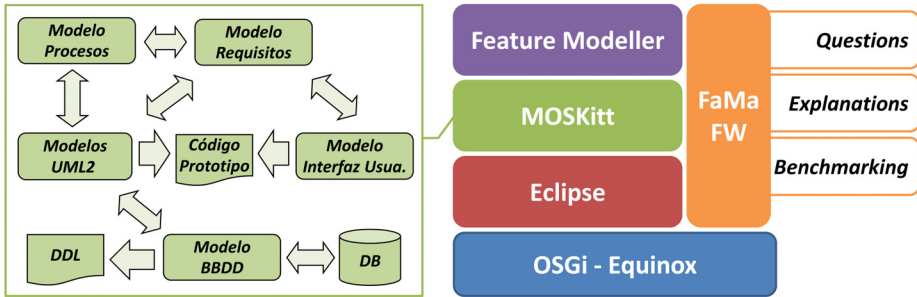 Modelo
Procesos
Modelo
Requisitos
Modelos
UML2
Código
Prototipo
Modelo
Interfaz Usua.
DDL
Modelo
BBDD
DB
Feature Modeller
MOSKitt
Eclipse
OSGi - Equinox
FaMa
FW
Questions
Explanations
Benchmarking